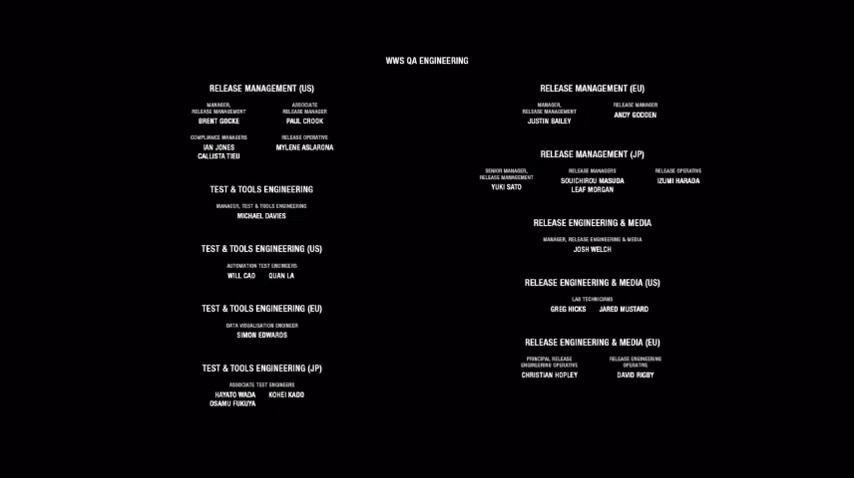 WWS QA ENGINEERING
RELEASE MANAGEMENT (US)
MANAGER, RELEASE MANAGEMENT
BRENT GOCKE
ASSOCIATE RELEASE MANAGER
PAUL CROOK
COMPLIANCE MANAGERS
IAN JONES
CALLISTA TIEU
RELEASE OPERATIVE
MYLENE ASLARONA
TEST & TOOLS ENGINEERING
MANAGER, TEST & TOOLS ENGINEERING
MICHAEL DAVIES
TEST & TOOLS ENGINEERING (US)
AUTOMATION TEST ENGINEERS
WILL CAO QUAN LA
TEST & TOOLS ENGINEERING (EU)
DATA VISUALISATION ENGINEER
SIMON EDWARDS
TEST & TOOLS ENGINEERING (JP)
ASSOCIATE TEST ENGINEERS
HAYATO WADA KOHEI KADO
OSAMU FUKUYA
RELEASE MANAGEMENT (EU)
MANAGER, RELEASE MANAGEMENT
JUSTIN BAILEY
RELEASE MANAGER
ANDY GODDEN
RELEASE MANAGEMENT (JP)
SENIOR MANAGER, RELEASE MANAGEMENT
YUKI SATO
RELEASE MANAGERS
SOUICHIROU MASUDA
LEAF MORGAN
RELEASE OPERATIVE
IZUMI HARADA
RELEASE ENGINEERING & MEDIA
MANAGER, RELEASE ENGINEERING & MEDIA
JOSH WELCH
RELEASE ENGINEERING & MEDIA (US)
LAB TECHNICIANS
GREG HICKS JARED MUSTARD
RELEASE ENGINEERING & MEDIA (EU)
PRINCIPAL RELEASE ENGINEERING OPERATIVE
CHRISTIAN HOPLEY
RELEASE ENGINEERING OPERATIVE
DAVID RIGBY